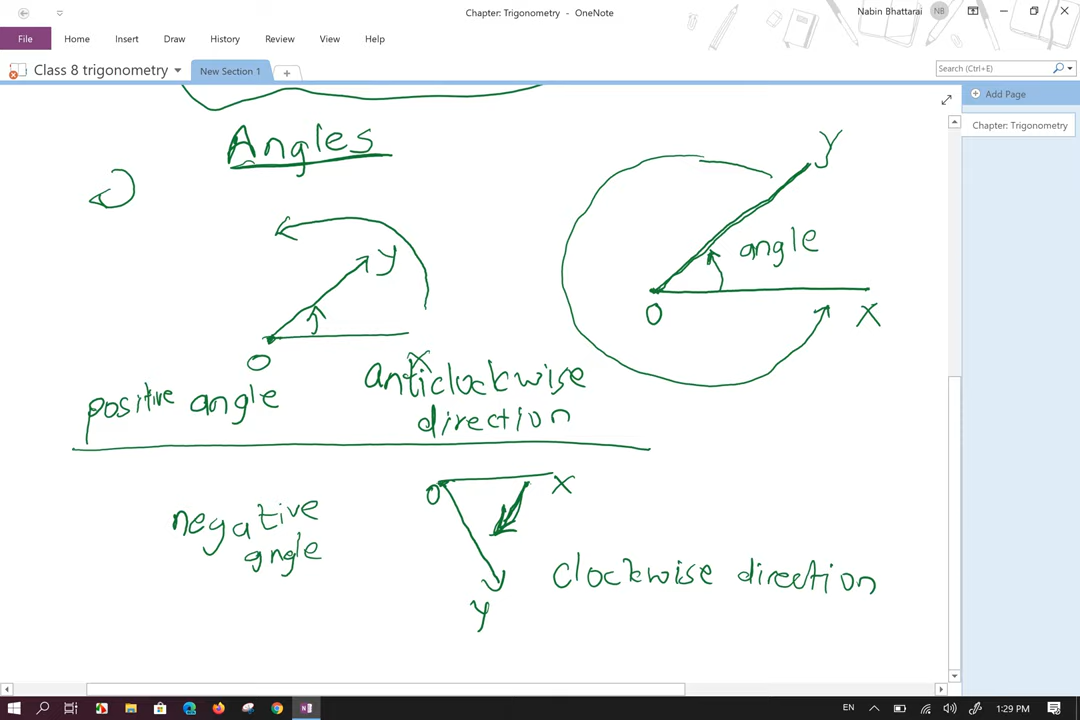 Chapter: Trigonometry - OneNote
Nabin Bhattarai
NB
File
Home
Insert
Draw
History
Review
View
Help
Class 8 trigonometry
New Section 1
+
Search (Ctrl+E)
Add Page
Chapter: Trigonometry
Angles
y
angle
O
X
y
O
X
positive angle
anticlockwise
direction
O
X
negative
angle
y
clockwise direction
EN
1:29 PM